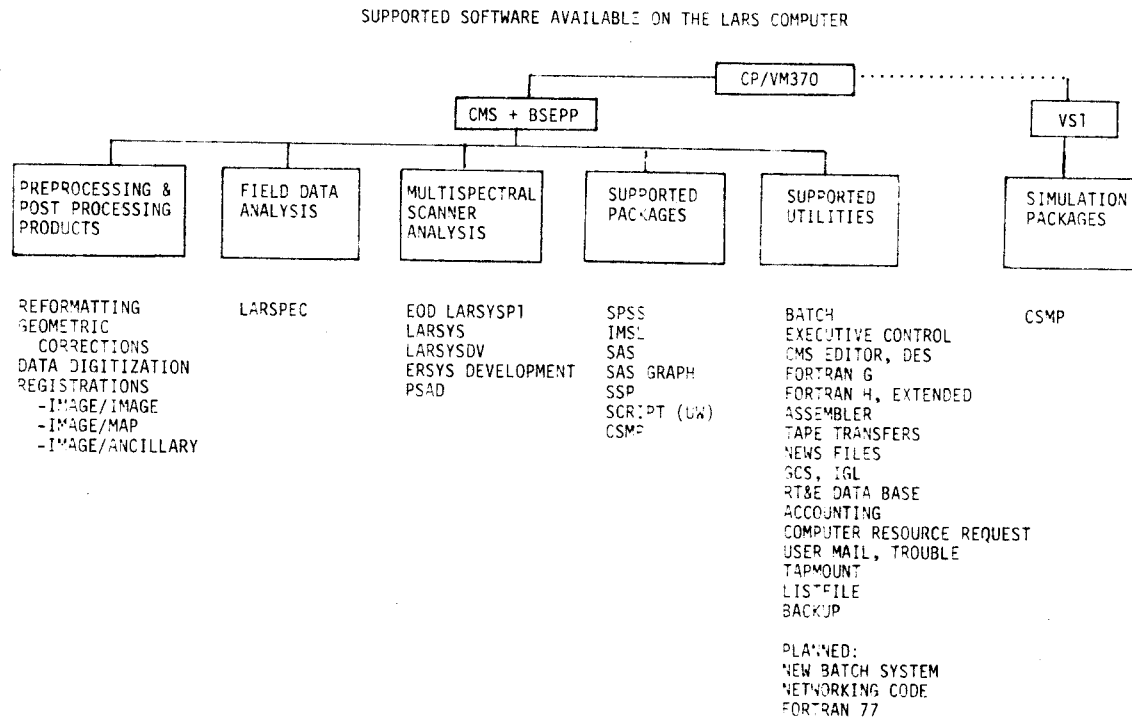 SUPPORTED SOFTWARE AVAILABLE ON THE LARS COMPUTER
CP/VM370
CMS + BSEPP
VS1
PREPROCESSING &
POST PROCESSING
PRODUCTS
FIELD DATA
ANALYSIS
MULTISPECTRAL
SCANNER
ANALYSIS
SUPPORTED
PACKAGES
SUPPORTED
UTILITIES
SIMULATION
PACKAGES
REFORMATTING
GEOMETRIC
CORRECTIONS
DATA DIGITIZATION
REGISTRATIONS
-IMAGE/IMAGE
-IMAGE/MAP
-IMAGE/ANCILLARY
LARSPEC
EOD LARSYSP1
LARSYS
LARSYSDV
ERSYS DEVELOPMENT
PSAD
SPSS
IMSL
SAS
SAS GRAPH
SSP
SCRIPT (UW)
CSMP
BATCH
EXECUTIVE CONTROL
CMS EDITOR, DES
FORTRAN G
FORTRAN H, EXTENDED
ASSEMBLER
TAPE TRANSFERS
NEWS FILES
GCS, IGL
RT&E DATA BASE
ACCOUNTING
COMPUTER RESOURCE REQUEST
USER MAIL, TROUBLE
TAPMOUNT
LISTFILE
BACKUP
PLANNED:
NEW BATCH SYSTEM
NETWORKING CODE
FORTRAN 77
CSMP